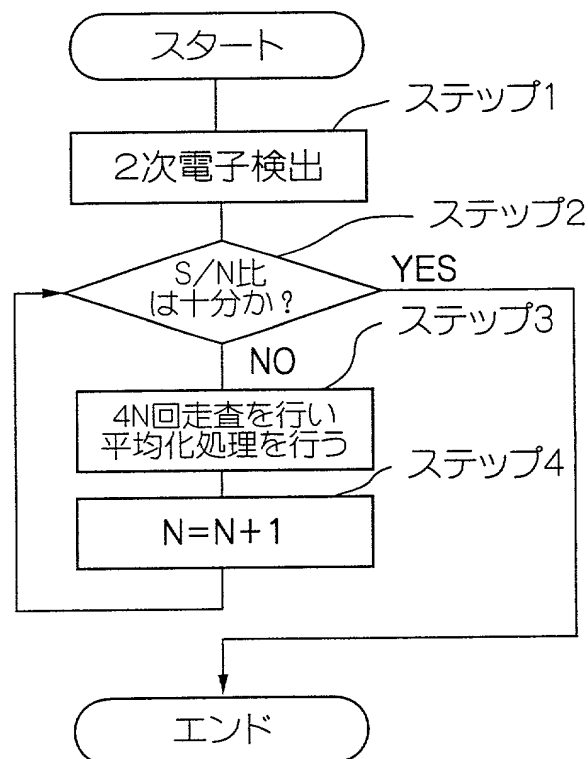 スタート
ステップ1
2次電子検出
ステップ2
S/N比
は十分か?
YES
ステップ3
NO
4N回走査を行い
平均化処理を行う
ステップ4
N=N+1
エンド